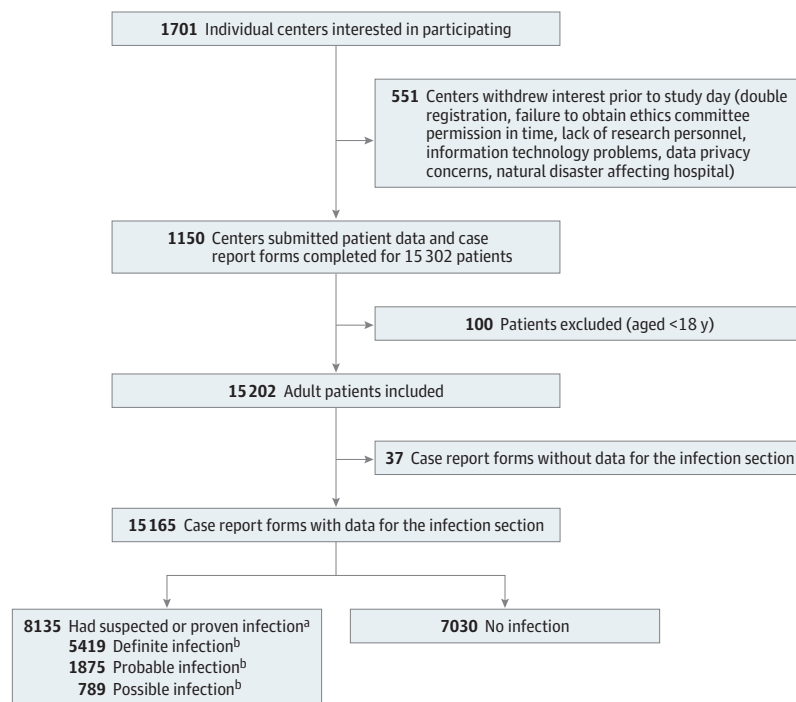 1701 Individual centers interested in participating
551 Centers withdrew interest prior to study day (double
registration, failure to obtain ethics committee
permission in time, lack of research personnel,
information technology problems, data privacy
concerns, natural disaster affecting hospital)
1150 Centers submitted patient data and case
report forms completed for 15 302 patients
100 Patients excluded (aged <18 y)
15 202 Adult patients included
37 Case report forms without data for the infection section
15 165 Case report forms with data for the infection section
8135 Had suspected or proven infectionᵃ
5419 Definite infectionᵇ
1875 Probable infectionᵇ
789 Possible infectionᵇ
7030 No infection